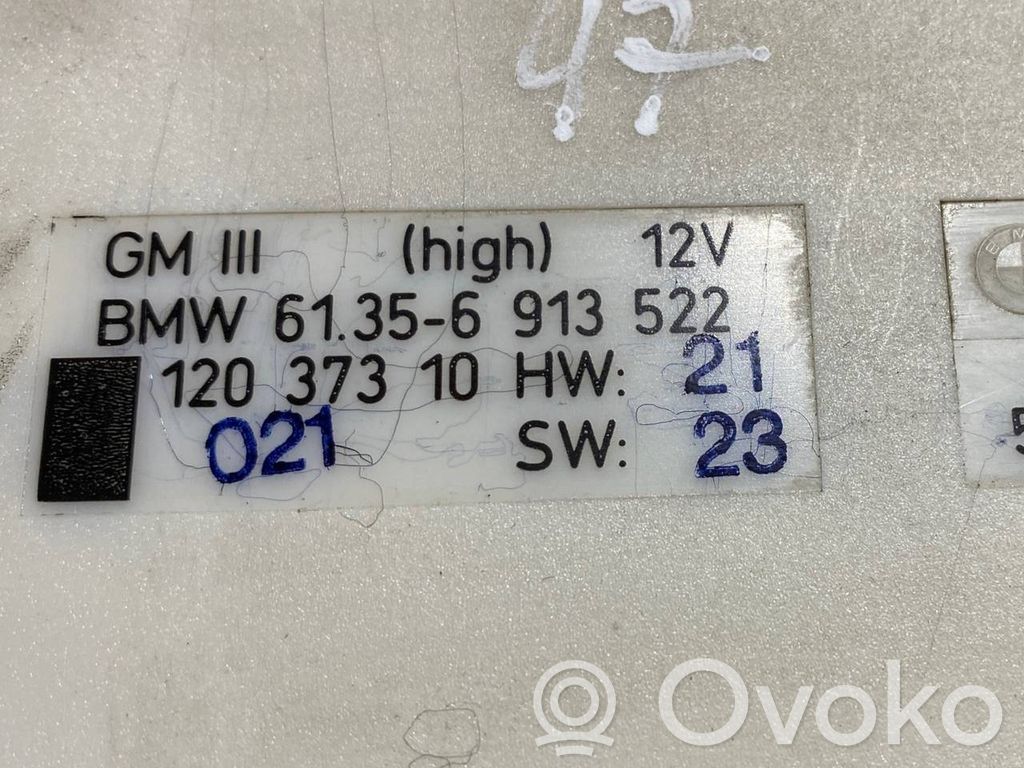 47
GM III (high) 12V
BMW 61.35-6 913 522
120 373 10 HW: 21
021 SW: 23
5
Ovoko